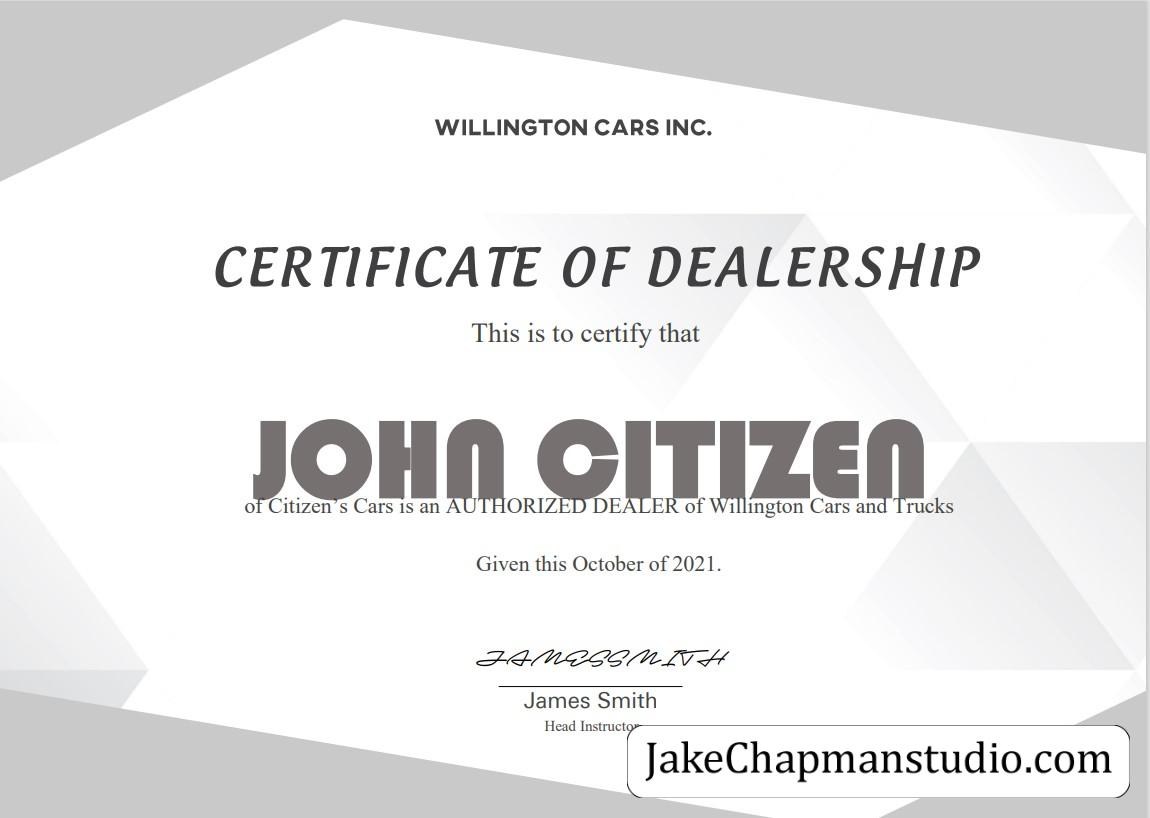 WILLINGTON CARS INC.
CERTIFICATE OF DEALERSHIP
This is to certify that
JOHN CITIZEN
of Citizen's Cars is an AUTHORIZED DEALER of Willington Cars and Trucks
Given this October of 2021.
JAMESSMITH
James Smith
Head Instructor
JakeChapmanstudio.com